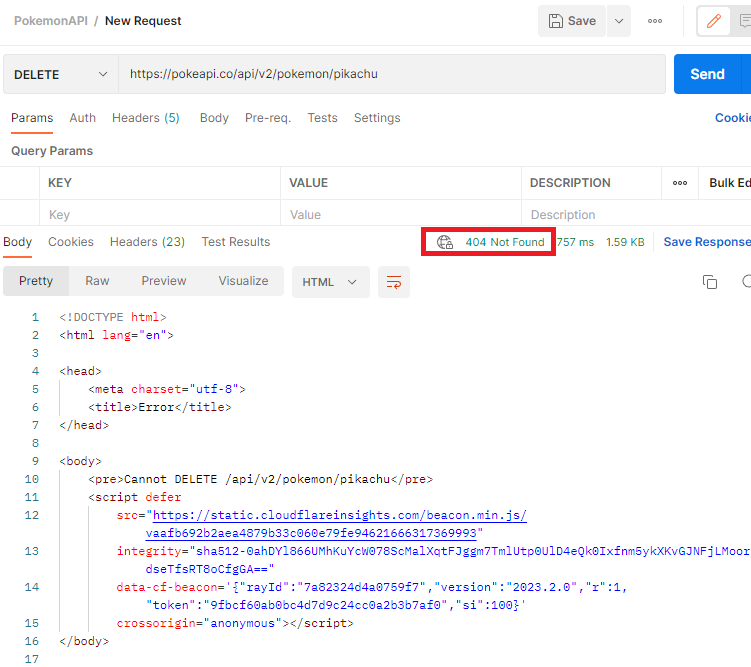 PokemonAPI / New Request
Save
DELETE https://pokeapi.co/api/v2/pokemon/pikachu Send
Params Auth Headers (5) Body Pre-req. Tests Settings Cookie
Query Params
KEY VALUE DESCRIPTION Bulk Ed
Key Value Description
Body Cookies Headers (23) Test Results 404 Not Found 757 ms 1.59 KB Save Response
Pretty Raw Preview Visualize HTML
1 <!DOCTYPE html>
2 <html lang="en">
3
4 <head>
5 <meta charset="utf-8">
6 <title>Error</title>
7 </head>
8
9 <body>
10 <pre>Cannot DELETE /api/v2/pokemon/pikachu</pre>
11 <script defer
12 src="https://static.cloudflareinsights.com/beacon.min.js/
vaafb692b2aea4879b33c060e79fe94621666317369993"
13 integrity="sha512-0ahDYl866UMhKuYcW078ScMalXqtFJggm7TmlUtp0UlD4eQk0Ixfnm5ykXKvGJNFjLMoor
dseTfsRT8oCfgGA=="
14 data-cf-beacon='{"rayId":"7a82324d4a0759f7","version":"2023.2.0","r":1,
"token":"9fbcf60ab0bc4d7d9c24cc0a2b3b7af0","si":100}'
15 crossorigin="anonymous"></script>
16 </body>
17